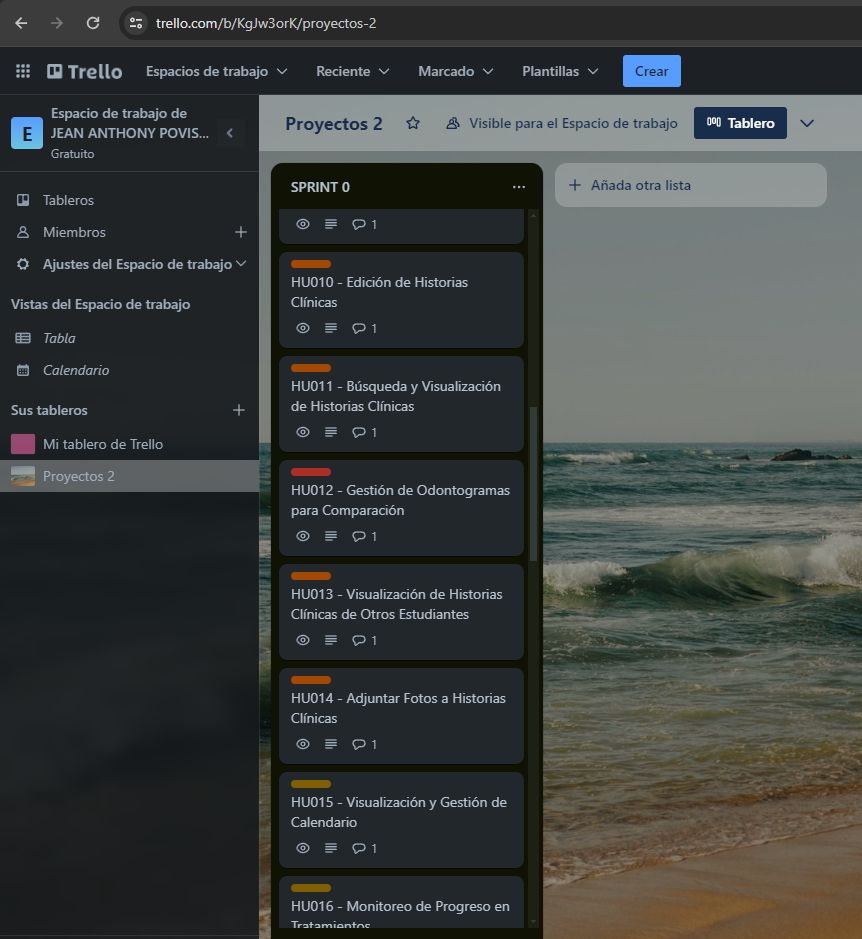 trello.com/b/KgJw3orK/proyectos-2
Trello
Espacios de trabajo
Reciente
Marcado
Plantillas
Crear
E
Espacio de trabajo de
JEAN ANTHONY POVIS...
Gratuito
Tableros
Miembros
Ajustes del Espacio de trabajo
Vistas del Espacio de trabajo
Tabla
Calendario
Sus tableros
Mi tablero de Trello
Proyectos 2
Proyectos 2
Visible para el Espacio de trabajo
Tablero
SPRINT 0
1
HU010 - Edición de Historias
Clínicas
1
HU011 - Búsqueda y Visualización
de Historias Clínicas
1
HU012 - Gestión de Odontogramas
para Comparación
1
HU013 - Visualización de Historias
Clínicas de Otros Estudiantes
1
HU014 - Adjuntar Fotos a Historias
Clínicas
1
HU015 - Visualización y Gestión de
Calendario
1
HU016 - Monitoreo de Progreso en
Tratamientos
Añada otra lista